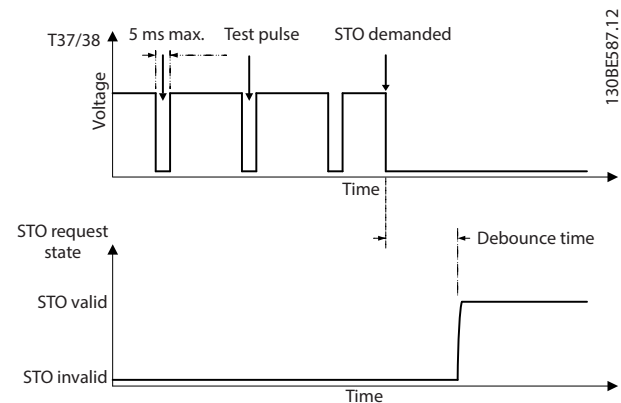 T37/38
5 ms max.
Test pulse
STO demanded
130BE587.12
Voltage
Time
STO request
state
Debounce time
STO valid
STO invalid
Time